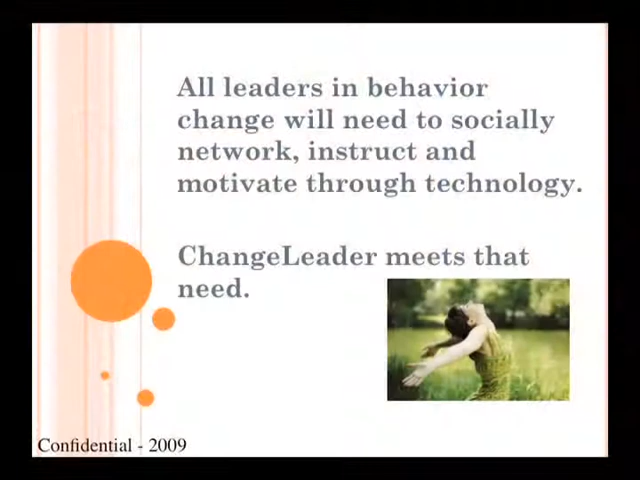 All leaders in behavior
change will need to socially
network, instruct and
motivate through technology.
ChangeLeader meets that
need.
Confidential - 2009